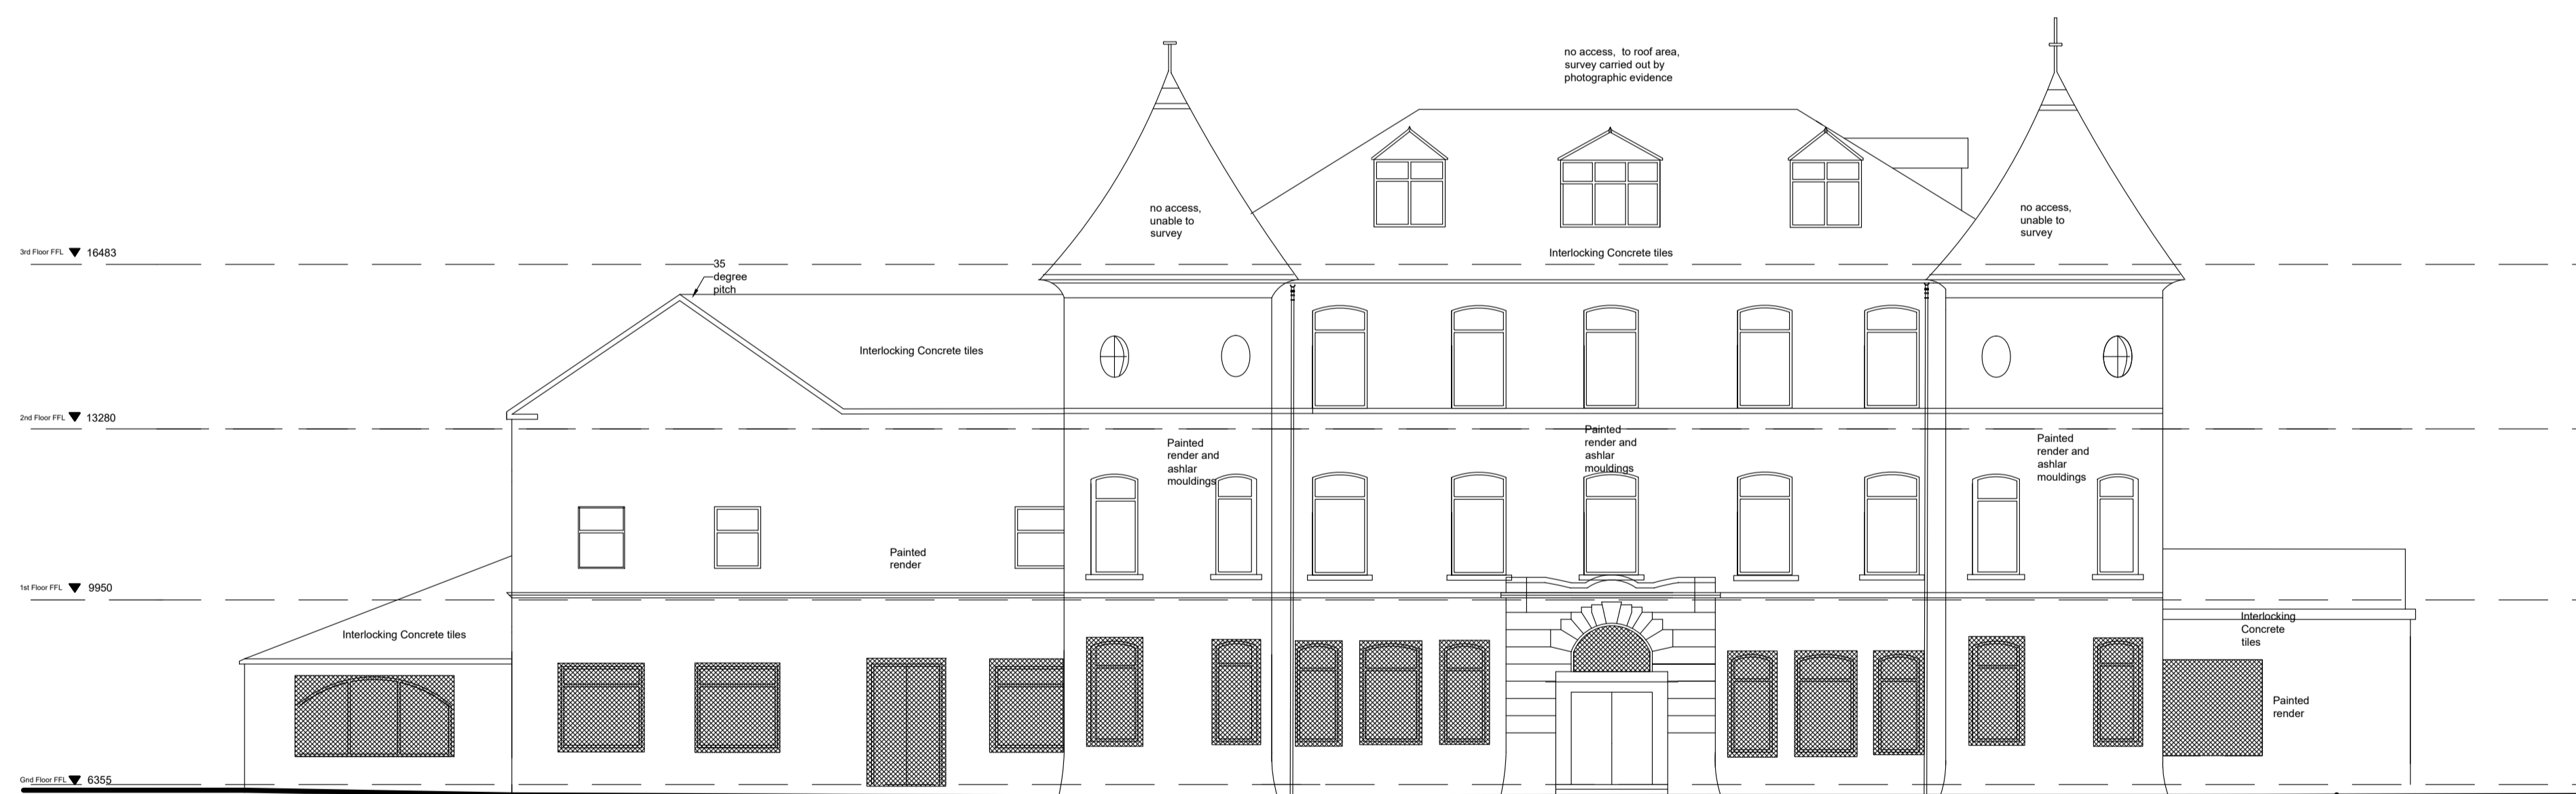 no access,  to roof area,
survey carried out by
photographic evidence
no access,
unable to
survey
no access,
unable to
survey
3rd Floor FFL 16483
Interlocking Concrete tiles
35
degree
pitch
Interlocking Concrete tiles
2nd Floor FFL 13280
Painted
render and
ashlar
mouldings
Painted
render and
ashlar
mouldings
Painted
render and
ashlar
mouldings
Painted
render
1st Floor FFL 9950
Interlocking Concrete tiles
Interlocking
Concrete
tiles
Painted
render
Gnd Floor FFL 6355